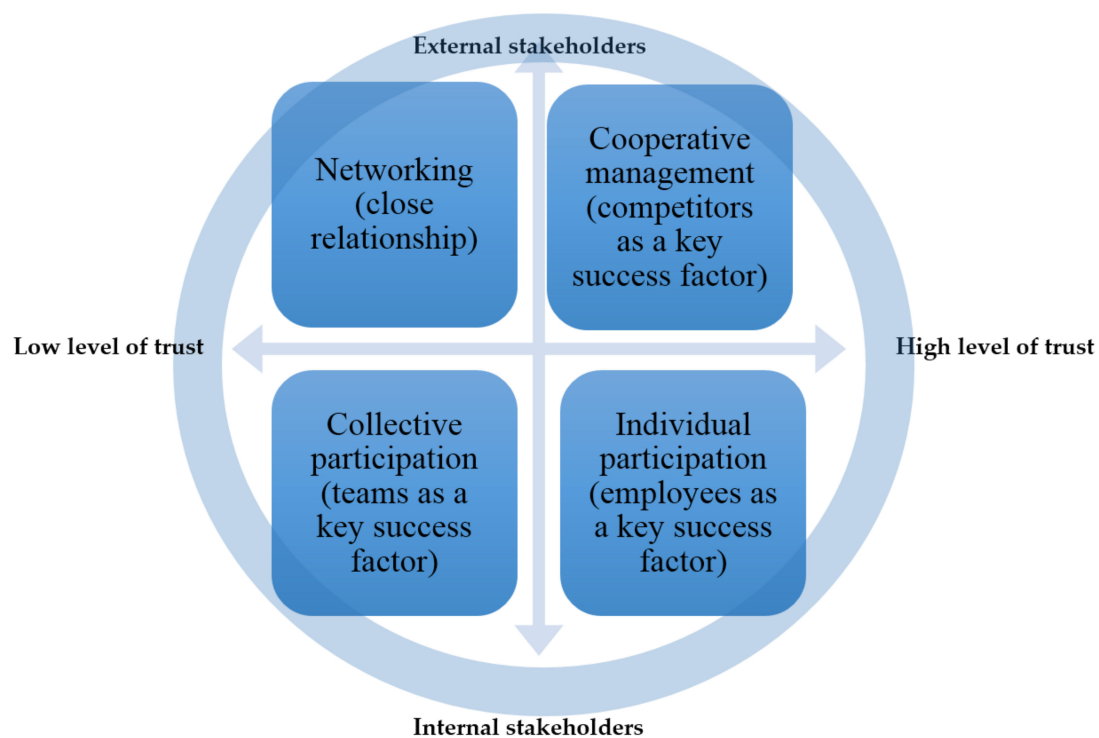 External stakeholders
Networking
(close
relationship)
Cooperative
management
(competitors
as a key
success factor)
Low level of trust
High level of trust
Collective
participation
(teams as a
key success
factor)
Individual
participation
(employees as
a key success
factor)
Internal stakeholders